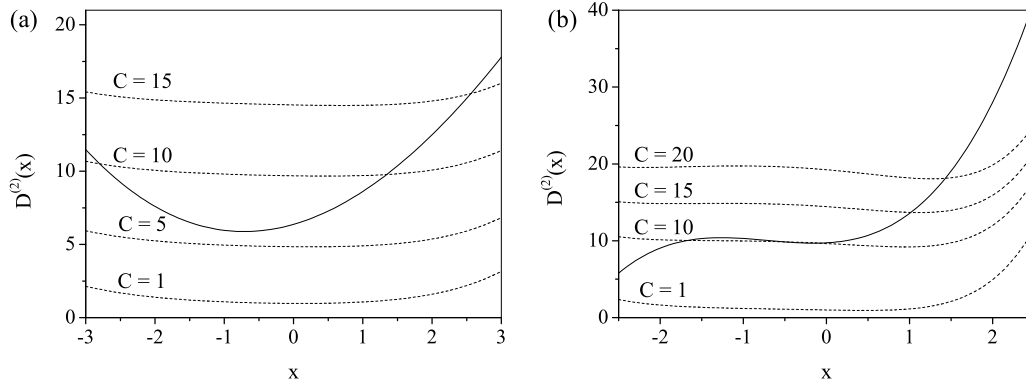 (a)
D(2)(x)
20
15
10
5
0
C = 15
C = 10
C = 5
C = 1
-3
-2
-1
0
1
2
3
x
(b)
D(2)(x)
40
30
20
10
0
C = 20
C = 15
C = 10
C = 1
-2
-1
0
1
2
x